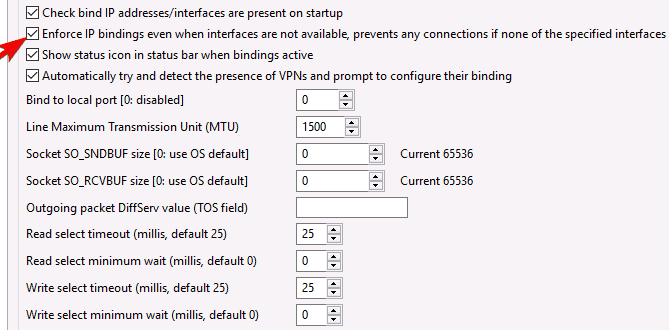 Check bind IP addresses/interfaces are present on startup
Enforce IP bindings even when interfaces are not available, prevents any connections if none of the specified interfaces
Show status icon in status bar when bindings active
Automatically try and detect the presence of VPNs and prompt to configure their binding
Bind to local port [0: disabled] 0
Line Maximum Transmission Unit (MTU) 1500
Socket SO_SNDBUF size [0: use OS default] 0 Current 65536
Socket SO_RCVBUF size [0: use OS default] 0 Current 65536
Outgoing packet DiffServ value (TOS field)
Read select timeout (millis, default 25) 25
Read select minimum wait (millis, default 0) 0
Write select timeout (millis, default 25) 25
Write select minimum wait (millis, default 0) 0